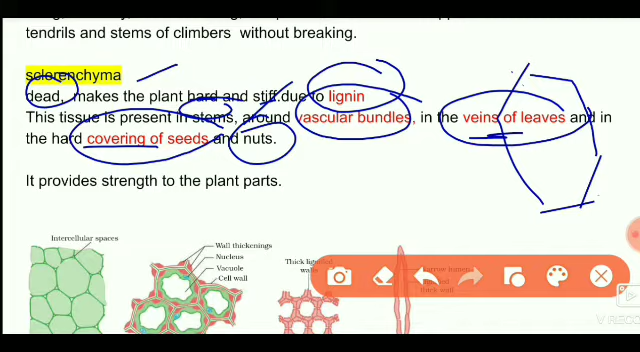 tendrils and stems of climbers without breaking.
sclerenchyma
dead, makes the plant hard and stiff.due to lignin
This tissue is present in stems, around vascular bundles, in the veins of leaves and in
the hard covering of seeds and nuts.
It provides strength to the plant parts.
Intercellular spaces
Wall thickenings
Nucleus
Vacuole
Cell wall
Thick lignified
walls